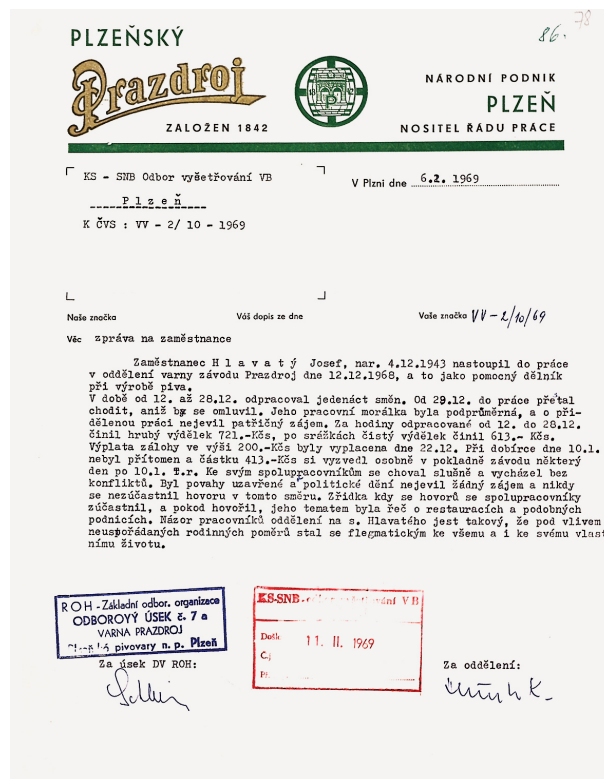 78
86.
PLZEŇSKÝ
Prazdroj
ZALOŽEN 1842
18 42
NÁRODNÍ PODNIK
PLZEŇ
NOSITEL ŘÁDU PRÁCE
KS - SNB Odbor vyšetřování VB
P l z e ň
K ČVS : VV - 2/ 10 - 1969
V Plzni dne 6.2. 1969
Naše značka Váš dopis ze dne Vaše značka VV - 2/10/69
Věc zpráva na zaměstnance
Zaměstnanec H l a v a t ý Josef, nar. 4.12.1943 nastoupil do práce
v oddělení varny závodu Prazdroj dne 12.12.1968, a to jako pomocný dělník
při výrobě piva.
V době od 12. až 28.12. odpracoval jedenáct směn. Od 29.12. do práce přetal
chodit, aniž by se omluvil. Jeho pracovní morálka byla podprůměrná, a o při-
dělenou práci nejevil patřičný zájem. Za hodiny odpracované od 12. do 28.12.
činil hrubý výdělek 721.-Kčs, po srážkách čistý výdělek činil 613.- Kčs.
Výplata zálohy ve výši 200.-Kčs byly vyplacena dne 22.12. Při dobírce dne 10.1.
nebyl přítomen a částku 413.-Kčs si vyzvedl osobně v pokladně závodu některý
den po 10.1. T.r. Ke svým spolupracovníkům se choval slušně a vycházel bez
konfliktů. Byl povahy uzavřené a politické dění nejevil žádný zájem a nikdy
se nezúčastnil hovoru v tomto směru. Zřídka kdy se hovorů se spolupracovníky
zúčastnil, a pokod hovořil, jeho tematem byla řeč o restauracích a podobných
podnicích. Názor pracovníků oddělení na s. Hlavatého jest takový, že pod vlivem
neuspořádaných rodinných poměrů stal se flegmatickým ke všemu a i ke svému vlast
nímu životu.
ROH - Základní odbor. organizace
ODBOROVÝ ÚSEK č. 7 a
VARNA PRAZDROJ
pivovary n. p. Plzeň
KS-SNB VB
Došlo 11. II. 1969
Čj
Př.
Za úsek DV ROH:
Za oddělení: